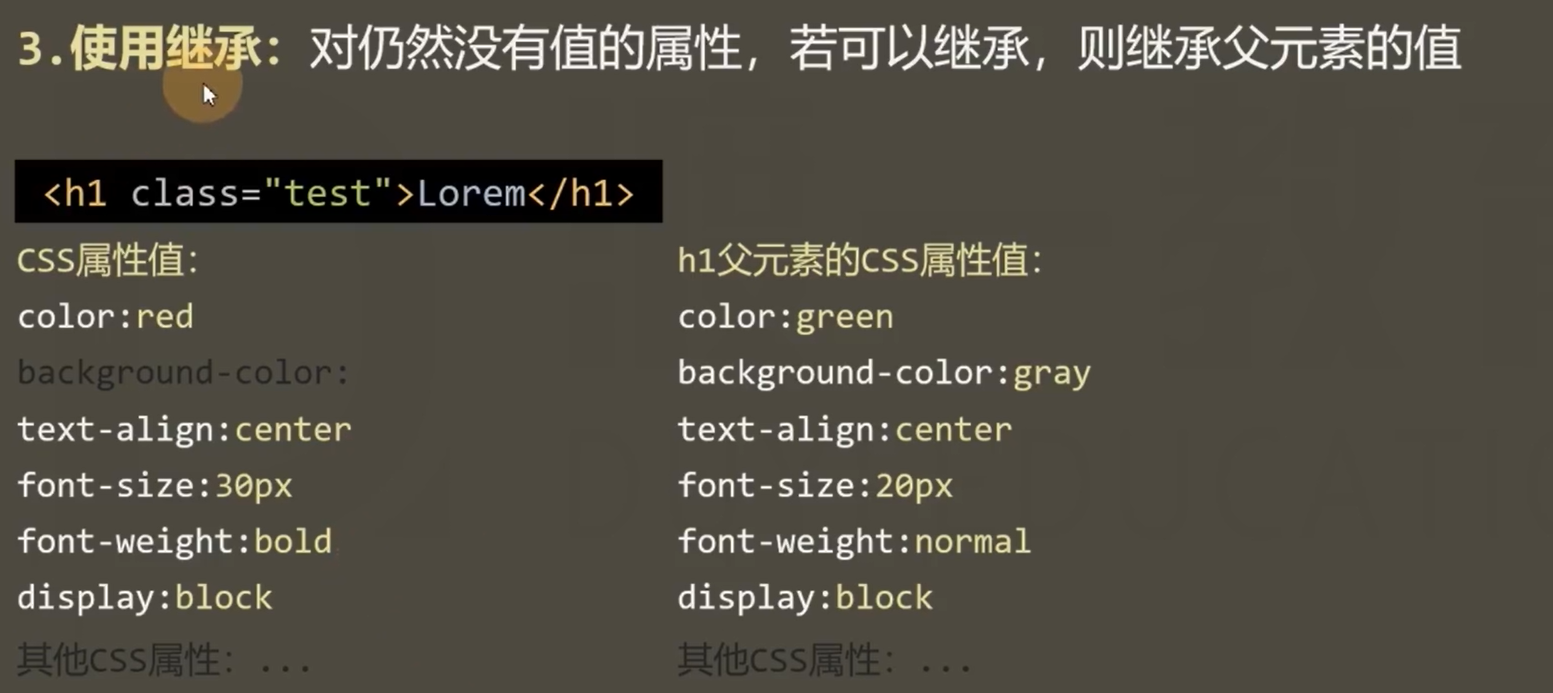 3.使用继承：对仍然没有值的属性，若可以继承，则继承父元素的值
<h1 class="test">Lorem</h1>
CSS属性值：
color:red
background-color:
text-align:center
font-size:30px
font-weight:bold
display:block
其他CSS属性：...
h1父元素的CSS属性值：
color:green
background-color:gray
text-align:center
font-size:20px
font-weight:normal
display:block
其他CSS属性：...